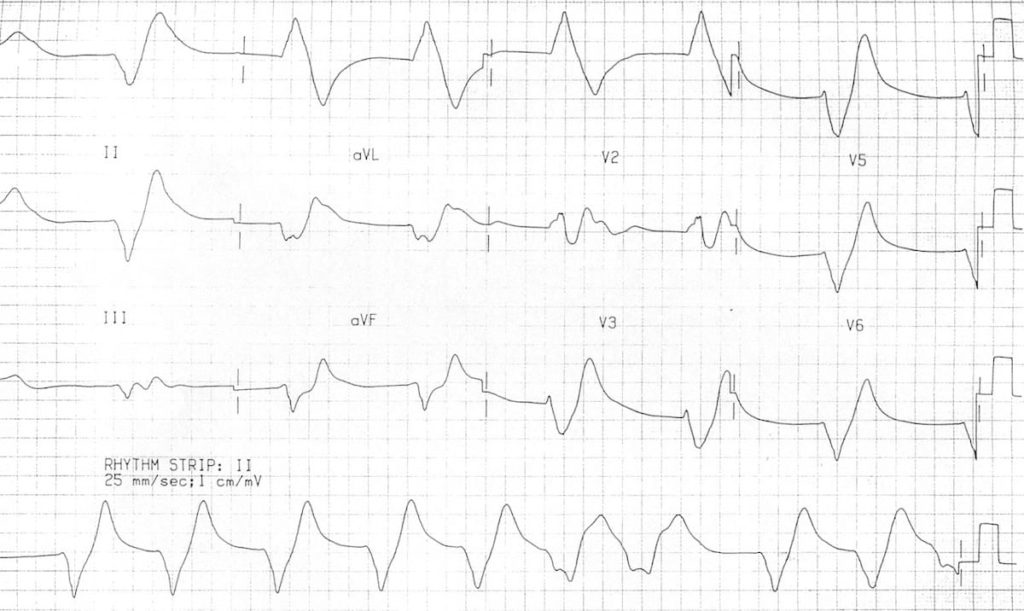 II aVL V2 V5
III aVF V3 V6
RHYTHM STRIP: II
25 mm/sec; 1 cm/mV